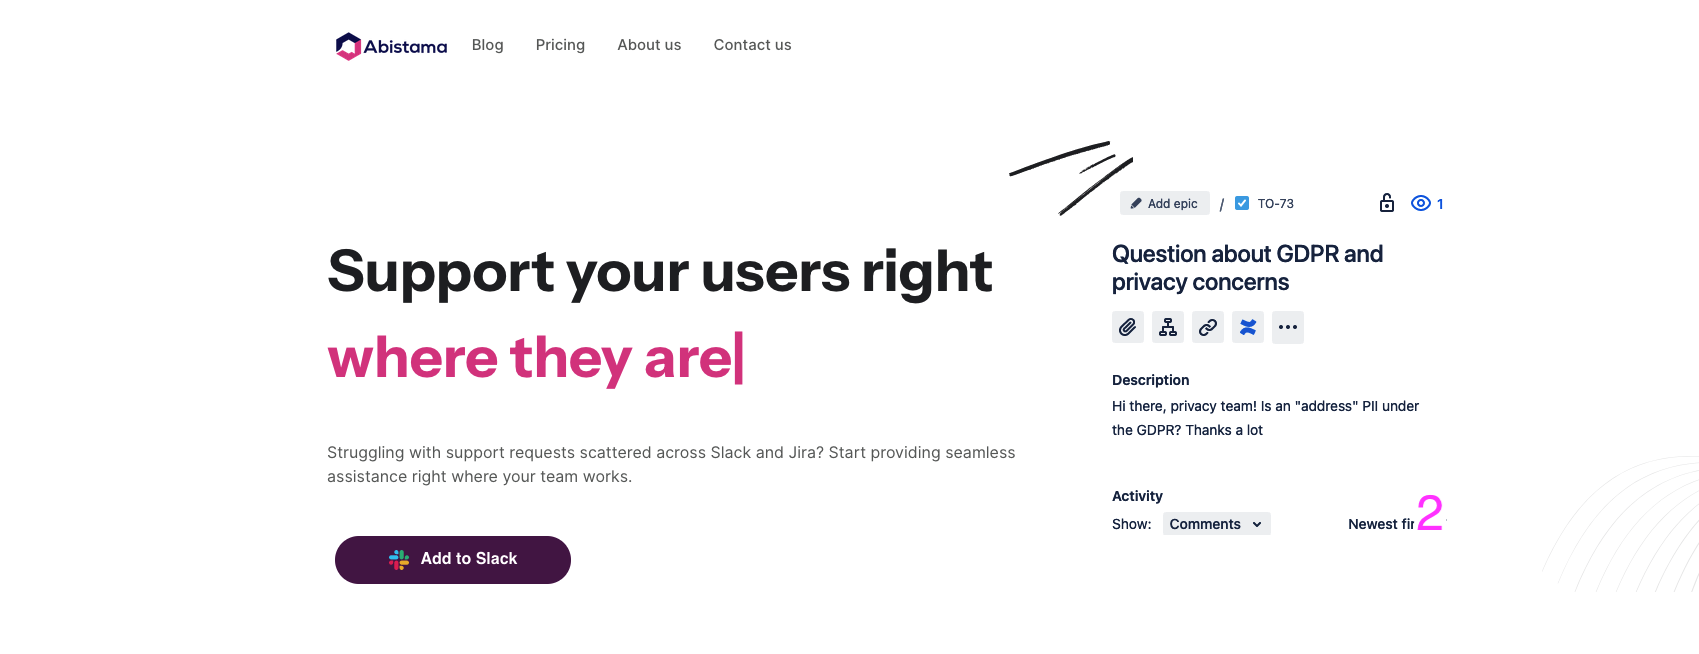 Abistama Blog Pricing About us Contact us
Add epic / TO-73 1
Support your users right
where they are
Struggling with support requests scattered across Slack and Jira? Start providing seamless
assistance right where your team works.
Add to Slack
Question about GDPR and
privacy concerns
Description
Hi there, privacy team! Is an "address" PII under
the GDPR? Thanks a lot
Activity
Show: Comments Newest fir
2